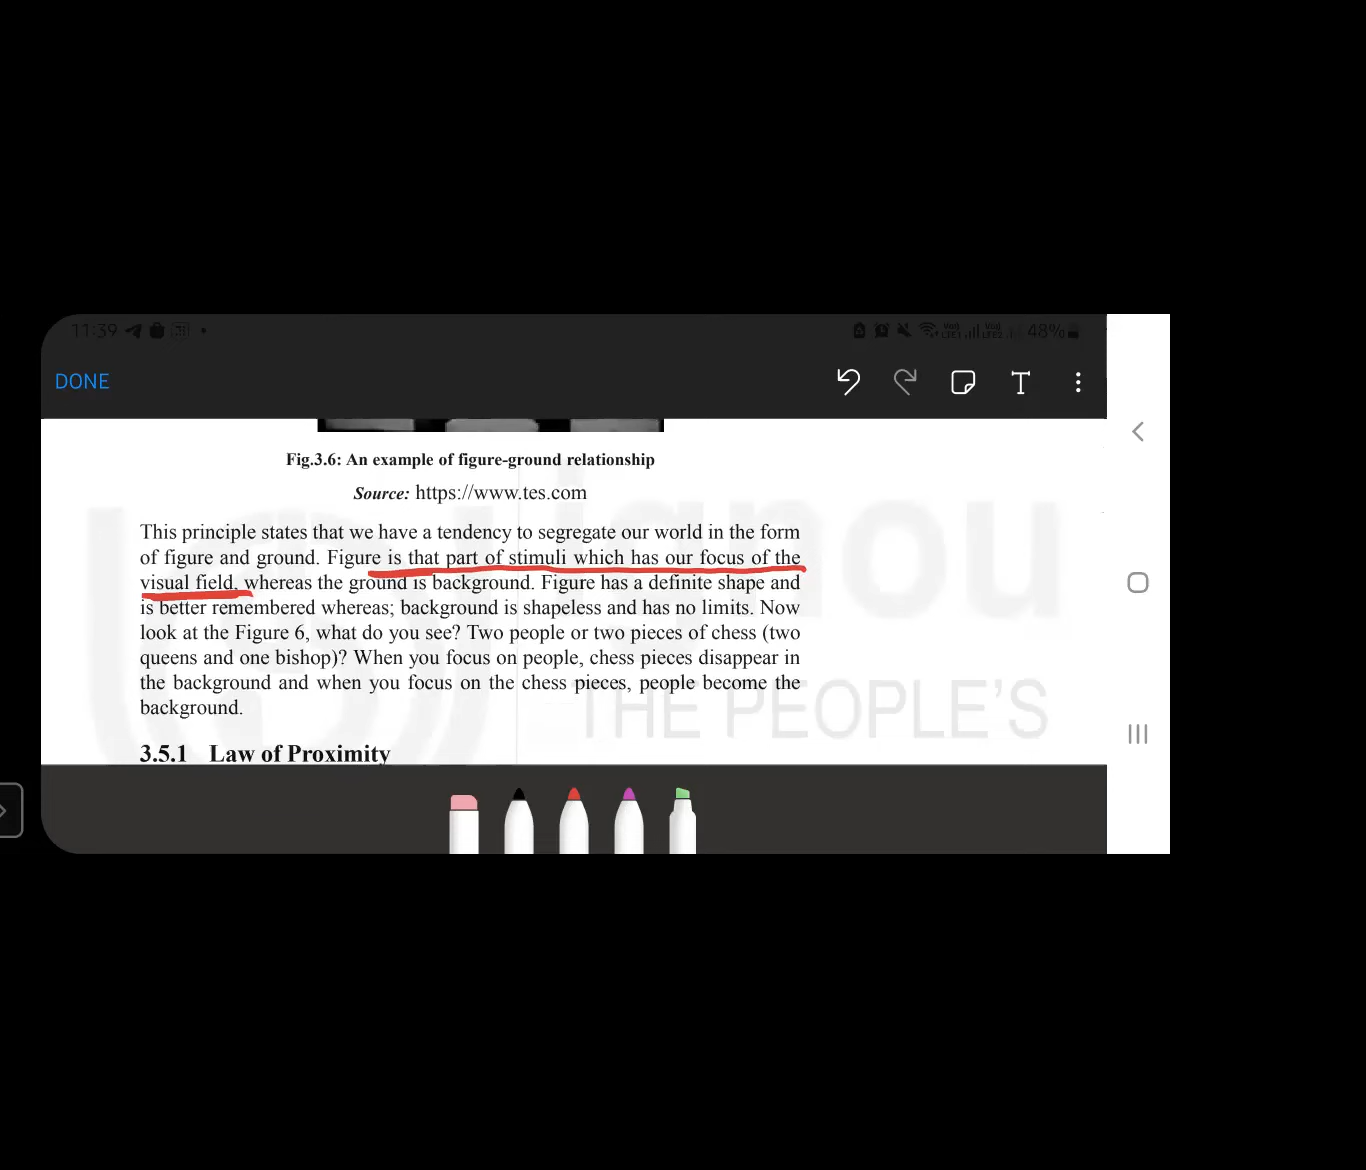 11:39
48%
DONE
T
Fig.3.6: An example of figure-ground relationship
Source: https://www.tes.com
This principle states that we have a tendency to segregate our world in the form
of figure and ground. Figure is that part of stimuli which has our focus of the
visual field, whereas the ground is background. Figure has a definite shape and
is better remembered whereas; background is shapeless and has no limits. Now
look at the Figure 6, what do you see? Two people or two pieces of chess (two
queens and one bishop)? When you focus on people, chess pieces disappear in
the background and when you focus on the chess pieces, people become the
background.
3.5.1 Law of Proximity
ignou
THE PEOPLE'S